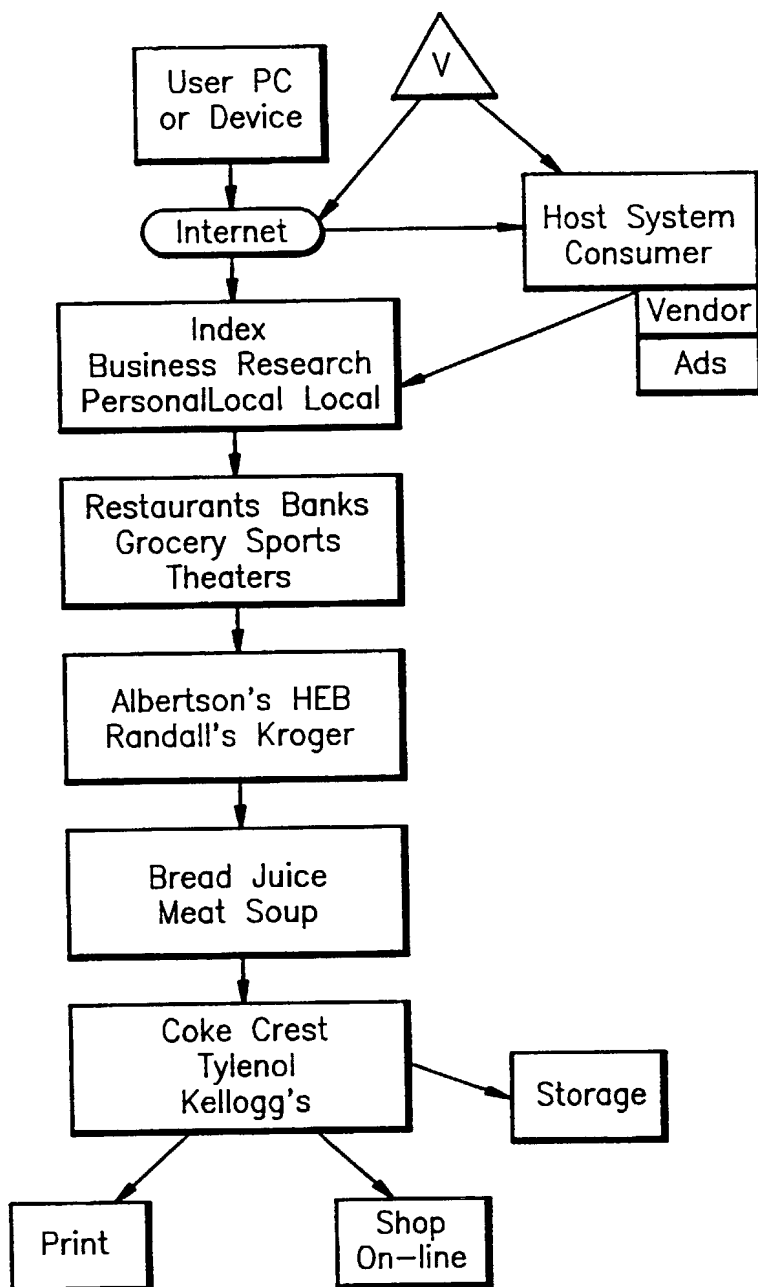 User PC
or Device
V
Internet
Host System
Consumer
Vendor
Ads
Index
Business Research
PersonalLocal Local
Restaurants Banks
Grocery Sports
Theaters
Albertson's HEB
Randall's Kroger
Bread Juice
Meat Soup
Coke Crest
Tylenol
Kellogg's
Storage
Print
Shop
On-line